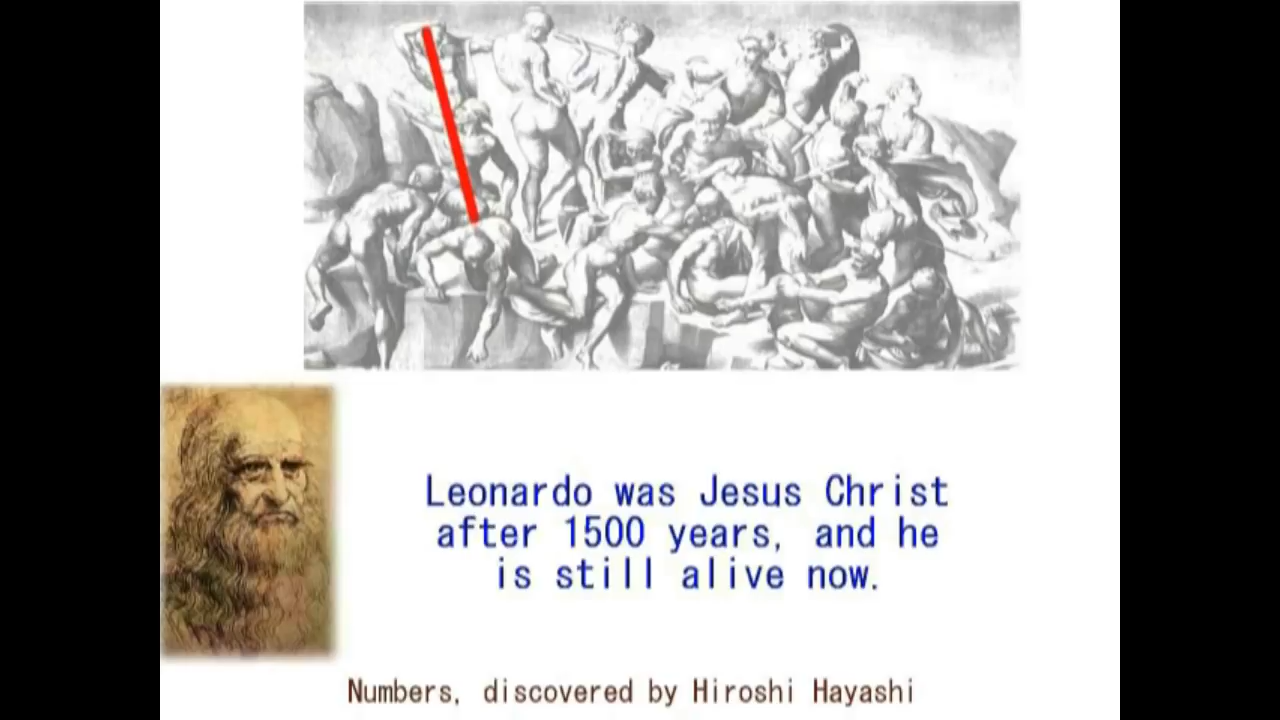 Leonardo was Jesus Christ
after 1500 years, and he
is still alive now.
Numbers, discovered by Hiroshi Hayashi